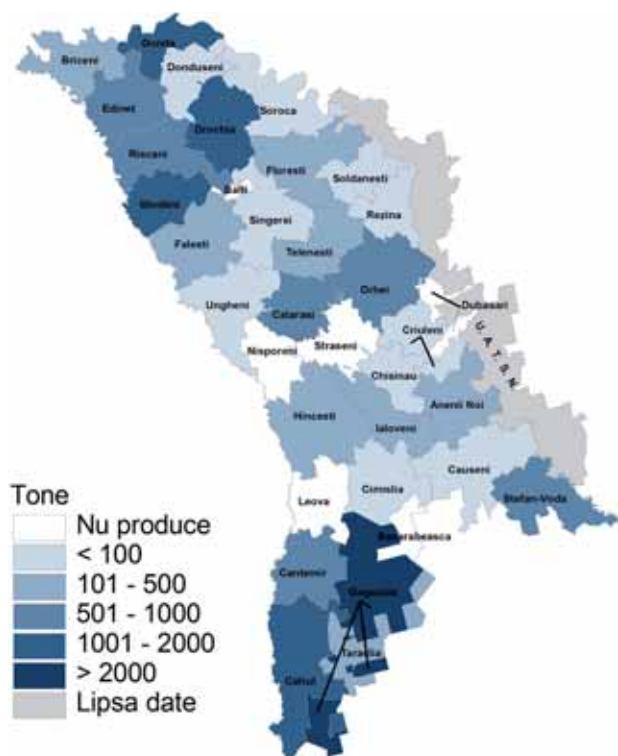 Briceni
Donduseni
Edinet
Soroca
Drochia
Riscani
Floresti
Soldanesti
Balti
Glodeni
Singerei
Rezina
Falesti
Telenesti
Orhei
Ungheni
Calarasi
Dubasari
Criuleni
U. A. T. S. N.
Straseni
Nisporeni
Chisinau
Anenii Noi
Hincesti
Ialoveni
Causeni
Cimislia
Stefan-Voda
Leova
Basarabeasca
Cantemir
Gagauzia
Taraclia
Cahul
Tone
Nu produce
< 100
101 - 500
501 - 1000
1001 - 2000
> 2000
Lipsa date